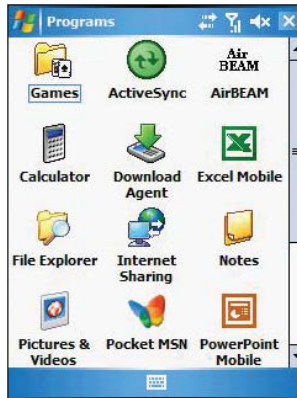 Programs
Air
BEAM
Games ActiveSync AirBEAM
Calculator Download Agent Excel Mobile
File Explorer Internet Sharing Notes
Pictures & Videos Pocket MSN PowerPoint Mobile